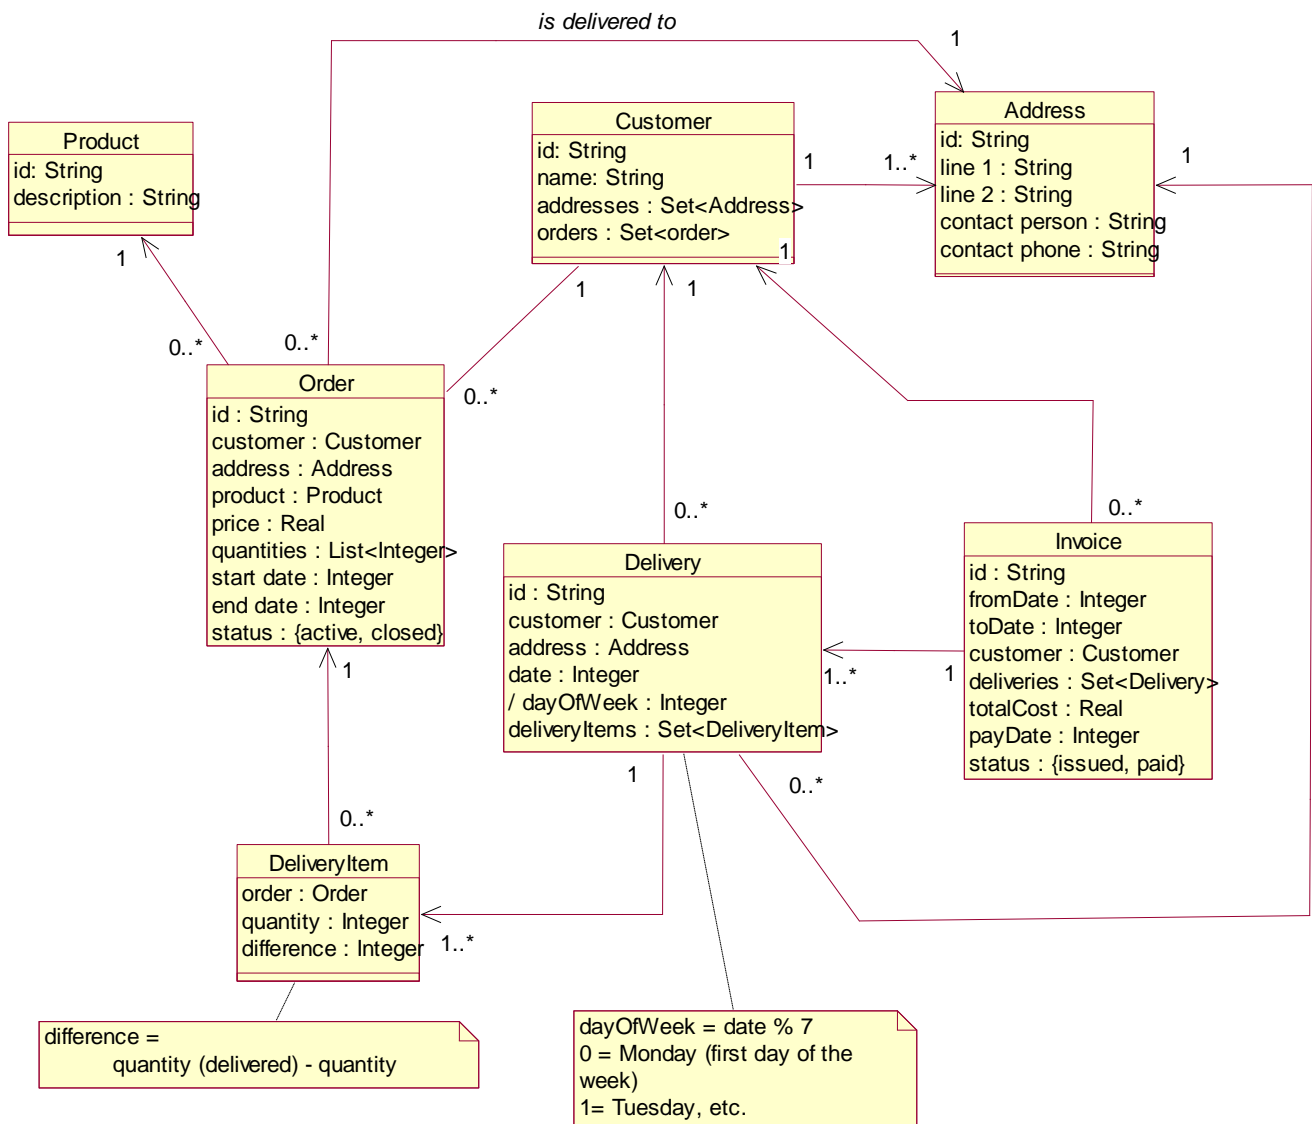 is delivered to
1
Product
id: String
description : String
1
0..*
Customer
id: String
name: String
addresses : Set<Address>
orders : Set<order>
1
1..*
1
1
1
Address
id: String
line 1 : String
line 2 : String
contact person : String
contact phone : String
1
0..*
0..*
Order
id : String
customer : Customer
address : Address
product : Product
price : Real
quantities : List<Integer>
start date : Integer
end date : Integer
status : {active, closed}
1
0..*
Delivery
id : String
customer : Customer
address : Address
date : Integer
/ dayOfWeek : Integer
deliveryItems : Set<DeliveryItem>
1..*
1
0..*
Invoice
id : String
fromDate : Integer
toDate : Integer
customer : Customer
deliveries : Set<Delivery>
totalCost : Real
payDate : Integer
status : {issued, paid}
1
0..*
0..*
DeliveryItem
order : Order
quantity : Integer
difference : Integer
1..*
difference =
quantity (delivered) - quantity
dayOfWeek = date % 7
0 = Monday (first day of the
week)
1= Tuesday, etc.